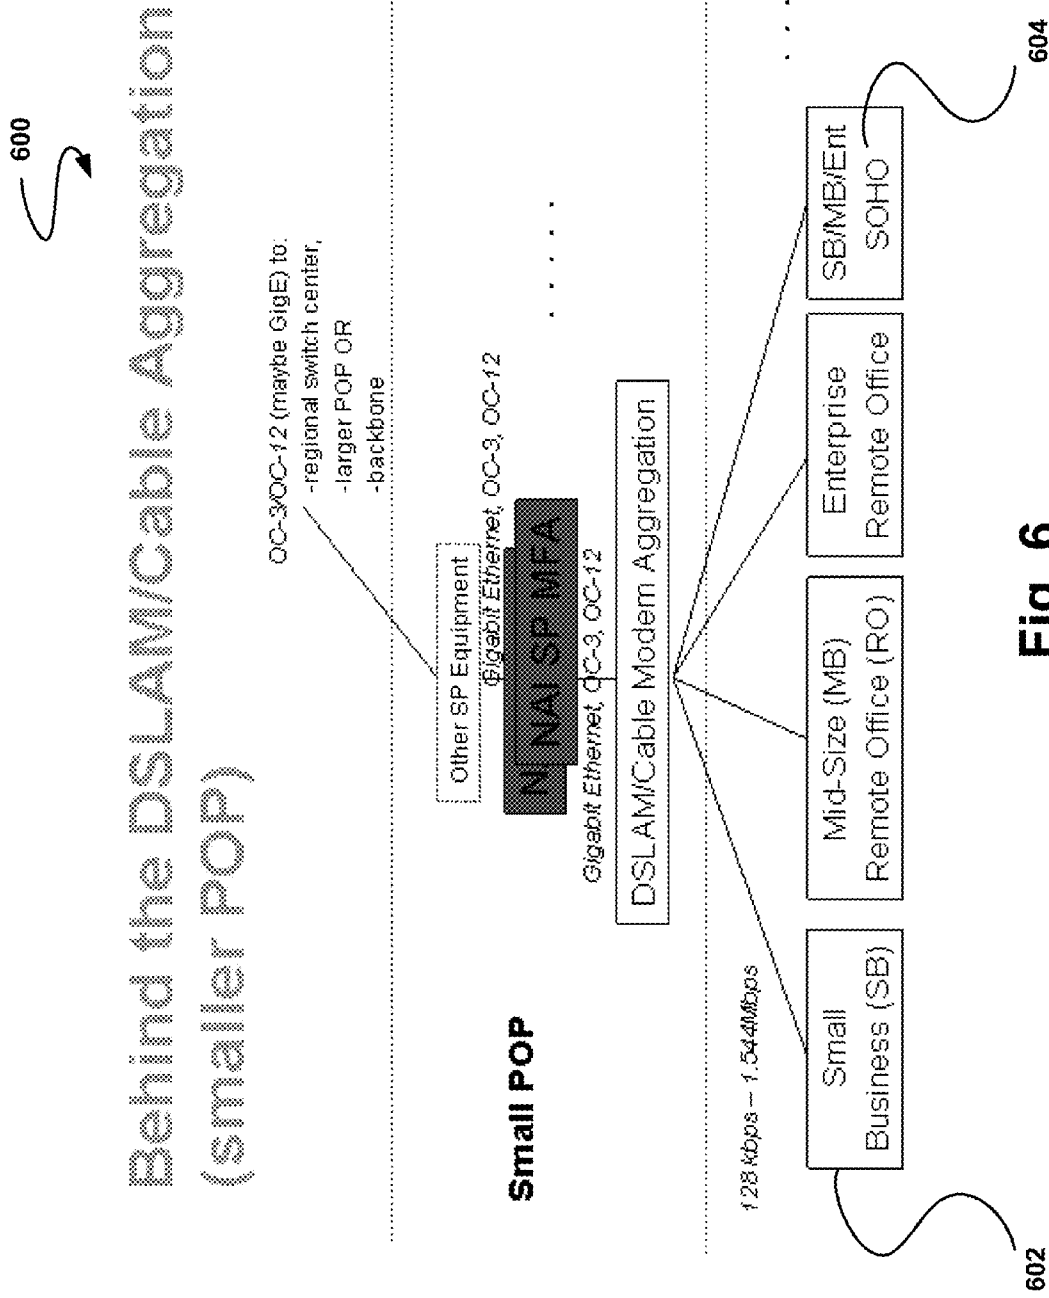 600
Behind the DSLAM/Cable Aggregation
(smaller POP)
OC-3/OC-12 (maybe GigE) to:
-regional switch center,
-larger POP OR
-backbone
Other SP Equipment
Gigabit Ethernet, OC-3, OC-12
Small POP
N
NAI SP MFA
. . . . .
Gigabit Ethernet, OC-3, OC-12
DSLAM/Cable Modem Aggregation
128 kbps – 1.544Mbps
. . .
Small
Business (SB)
Mid-Size (MB)
Remote Office (RO)
Enterprise
Remote Office
SB/MB/Ent
SOHO
602
604
Fig. 6